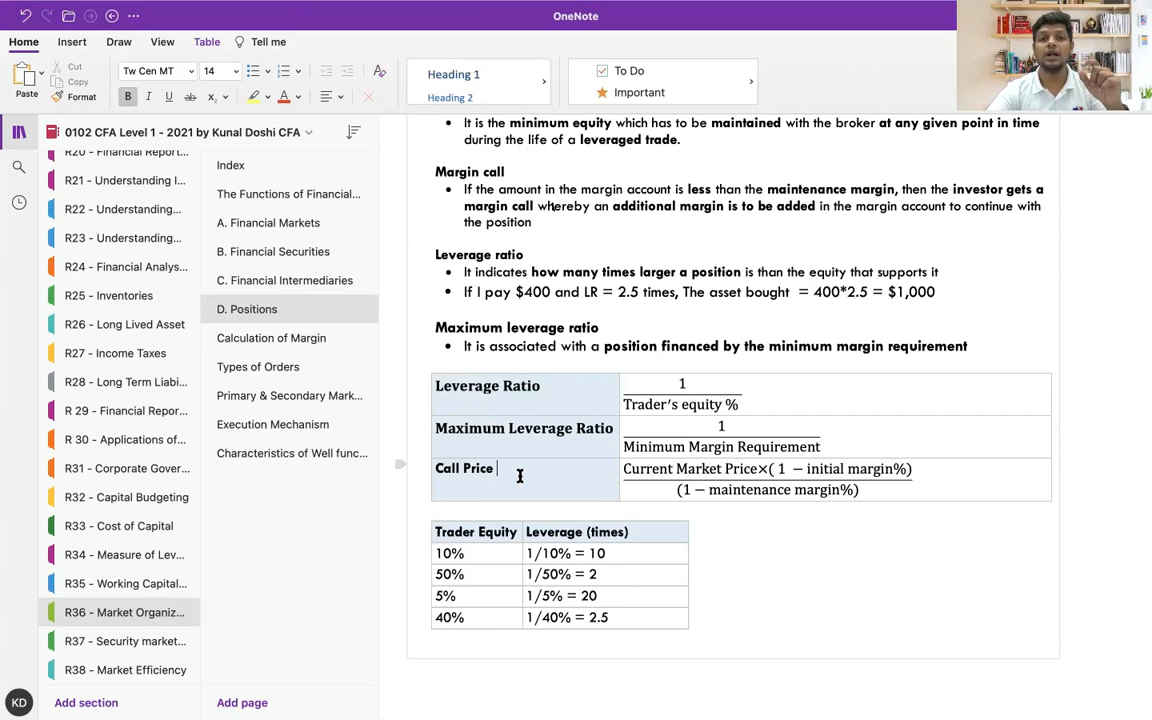 OneNote
Home Insert Draw View Table Tell me
Paste
Cut
Copy
Format
Tw Cen MT 14
B I U ab x₂ A
Heading 1
Heading 2
To Do
Important
0102 CFA Level 1 - 2021 by Kunal Doshi CFA
R20 - Financial Report...
R21 - Understanding I...
R22 - Understanding...
R23 - Understanding...
R24 - Financial Analys...
R25 - Inventories
R26 - Long Lived Asset
R27 - Income Taxes
R28 - Long Term Liabi...
R 29 - Financial Repor...
R 30 - Applications of...
R31 - Corporate Gover...
R32 - Capital Budgeting
R33 - Cost of Capital
R34 - Measure of Lev...
R35 - Working Capital...
R36 - Market Organiz...
R37 - Security market...
R38 - Market Efficiency
Add section
KD
Index
The Functions of Financial...
A. Financial Markets
B. Financial Securities
C. Financial Intermediaries
D. Positions
Calculation of Margin
Types of Orders
Primary & Secondary Mark...
Execution Mechanism
Characteristics of Well func...
Add page
• It is the minimum equity which has to be maintained with the broker at any given point in time
during the life of a leveraged trade.
Margin call
• If the amount in the margin account is less than the maintenance margin, then the investor gets a
margin call whereby an additional margin is to be added in the margin account to continue with
the position
Leverage ratio
• It indicates how many times larger a position is than the equity that supports it
• If I pay $400 and LR = 2.5 times, The asset bought = 400*2.5 = $1,000
Maximum leverage ratio
• It is associated with a position financed by the minimum margin requirement
Leverage Ratio
1
Trader's equity %
Maximum Leverage Ratio
1
Minimum Margin Requirement
Call Price
Current Market Price×( 1 − initial margin%)
(1 − maintenance margin%)
Trader Equity Leverage (times)
10% 1/10% = 10
50% 1/50% = 2
5% 1/5% = 20
40% 1/40% = 2.5